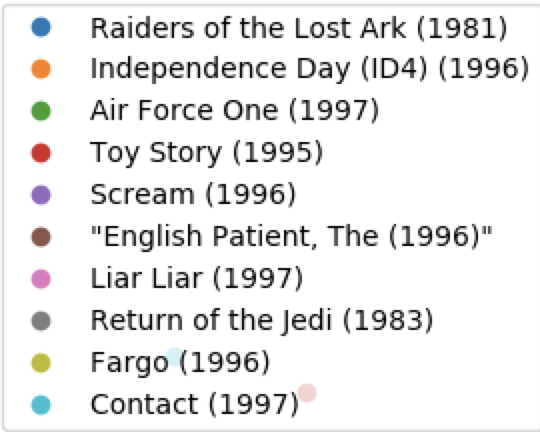 Raiders of the Lost Ark (1981)
Independence Day (ID4) (1996)
Air Force One (1997)
Toy Story (1995)
Scream (1996)
"English Patient, The (1996)"
Liar Liar (1997)
Return of the Jedi (1983)
Fargo (1996)
Contact (1997)